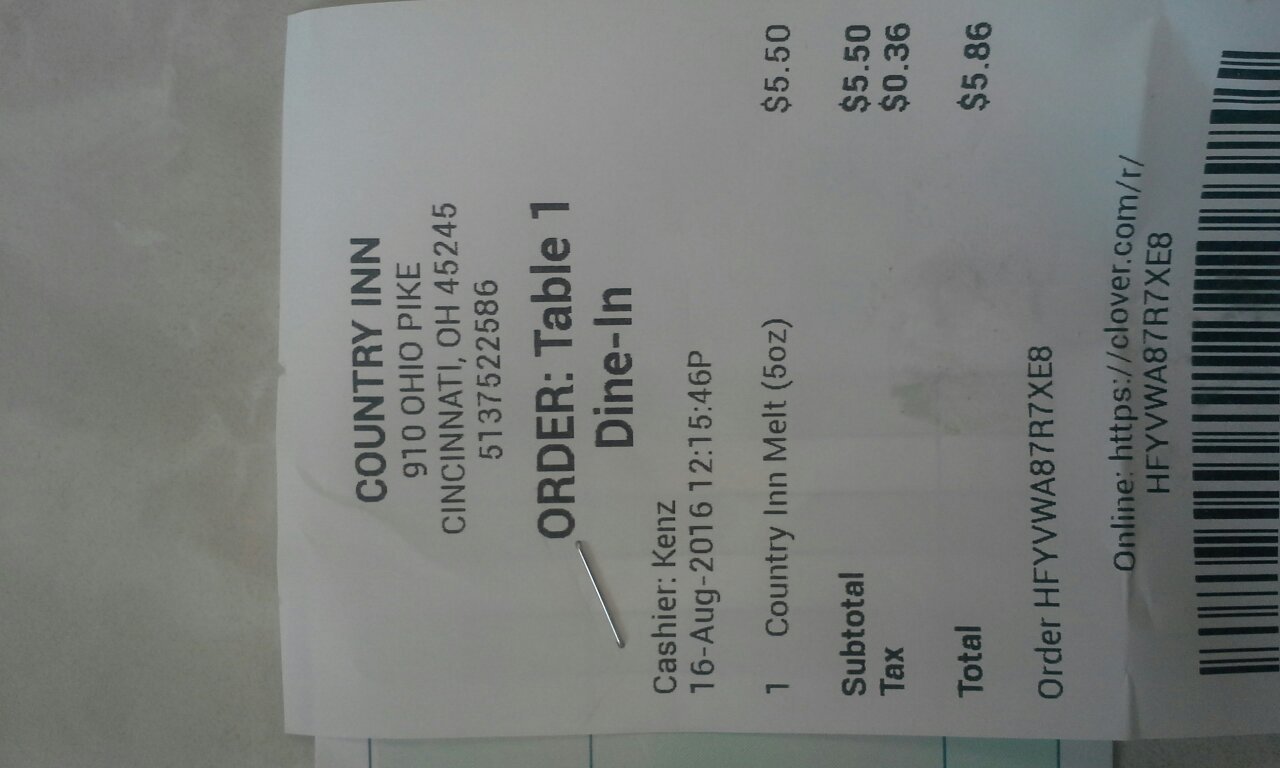 COUNTRY INN
910 OHIO PIKE
CINCINNATI, OH 45245
5137522586
ORDER: Table 1
Dine-In
Cashier: Kenz
16-Aug-2016 12:15:46P
1 Country Inn Melt (5oz) $5.50
Subtotal $5.50
Tax $0.36
Total $5.86
Order HFYVWA87R7XE8
Online: https://clover.com/r/
HFYVWA87R7XE8